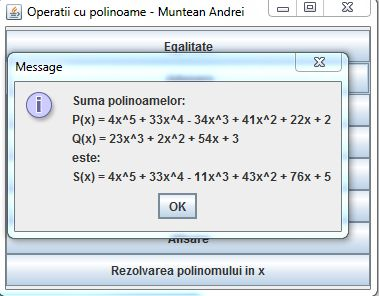 Operatii cu polinoame - Muntean Andrei
Egalitate
Message
Suma polinoamelor:
P(x) = 4x^5 + 33x^4 - 34x^3 + 41x^2 + 22x + 2
Q(x) = 23x^3 + 2x^2 + 54x + 3
este:
S(x) = 4x^5 + 33x^4 - 11x^3 + 43x^2 + 76x + 5
OK
Afisare
Rezolvarea polinomului in x